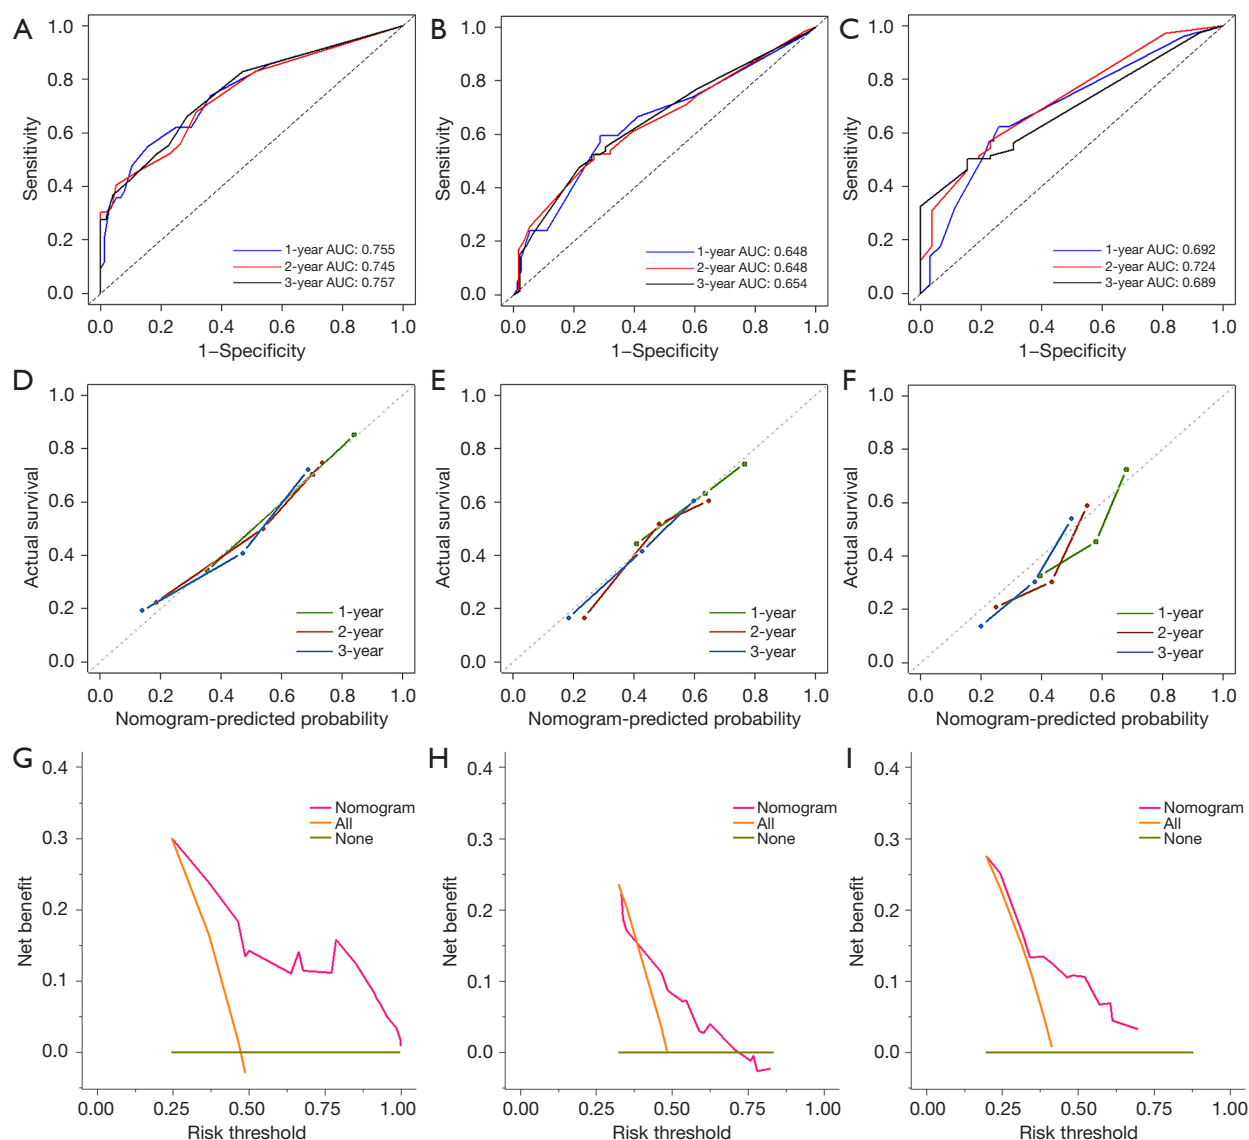 A
1.0
0.8
0.6
0.4
0.2
0.0
Sensitivity
1-year AUC: 0.755
2-year AUC: 0.745
3-year AUC: 0.757
0.0 0.2 0.4 0.6 0.8 1.0
1–Specificity
B
1.0
0.8
0.6
0.4
0.2
0.0
Sensitivity
1-year AUC: 0.648
2-year AUC: 0.648
3-year AUC: 0.654
0.0 0.2 0.4 0.6 0.8 1.0
1–Specificity
C
1.0
0.8
0.6
0.4
0.2
0.0
Sensitivity
1-year AUC: 0.692
2-year AUC: 0.724
3-year AUC: 0.689
0.0 0.2 0.4 0.6 0.8 1.0
1–Specificity
D
1.0
0.8
0.6
0.4
0.2
0.0
Actual survival
1-year
2-year
3-year
0.0 0.2 0.4 0.6 0.8 1.0
Nomogram-predicted probability
E
1.0
0.8
0.6
0.4
0.2
0.0
Actual survival
1-year
2-year
3-year
0.0 0.2 0.4 0.6 0.8 1.0
Nomogram-predicted probability
F
1.0
0.8
0.6
0.4
0.2
0.0
Actual survival
1-year
2-year
3-year
0.0 0.2 0.4 0.6 0.8 1.0
Nomogram-predicted probability
G
0.4
0.3
0.2
0.1
0.0
Net benefit
Nomogram
All
None
0.00 0.25 0.50 0.75 1.00
Risk threshold
H
0.4
0.3
0.2
0.1
0.0
Net benefit
Nomogram
All
None
0.00 0.25 0.50 0.75 1.00
Risk threshold
I
0.4
0.3
0.2
0.1
0.0
Net benefit
Nomogram
All
None
0.00 0.25 0.50 0.75 1.00
Risk threshold